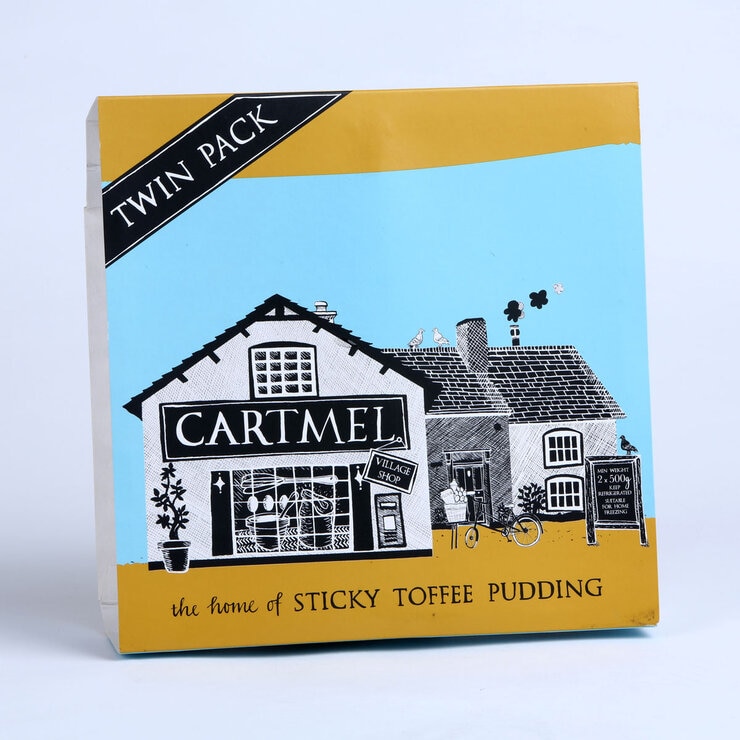 TWIN PACK
CARTMEL
VILLAGE
SHOP
MIN WEIGHT
2 x 500g
KEEP
REFRIGERATED
SUITABLE
FOR HOME
FREEZING
the home of STICKY TOFFEE PUDDING